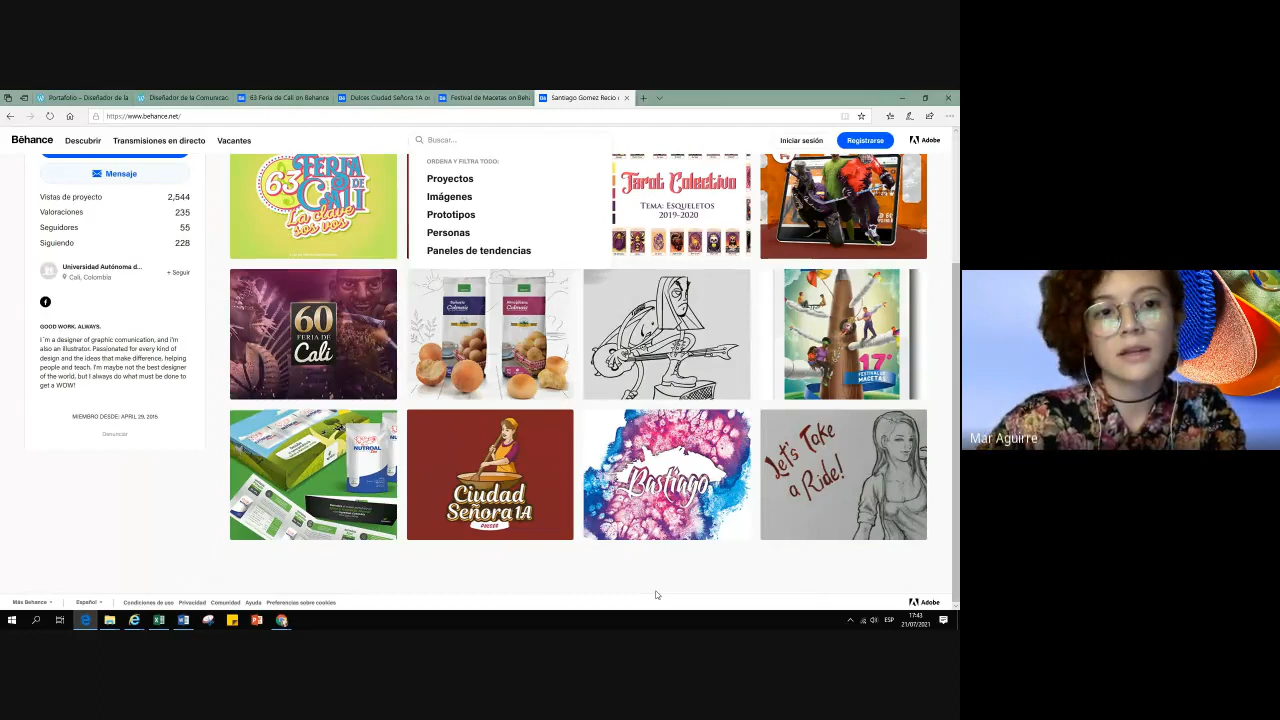 Portafolio – Diseñador de la
Diseñador de la Comunicac
63 Feria de Cali on Behance
Dulces Ciudad Señora 1A on
Festival de Macetas on Beha
Santiago Gomez Recio
https://www.behance.net/
Bēhance
Descubrir
Transmisiones en directo
Vacantes
Buscar...
Iniciar sesión
Registrarse
Adobe
ORDENA Y FILTRA TODO:
Proyectos
Imágenes
Prototipos
Personas
Paneles de tendencias
Mensaje
Vistas de proyecto 2,544
Valoraciones 235
Seguidores 55
Siguiendo 228
Universidad Autónoma d...
Cali, Colombia
+ Seguir
GOOD WORK. ALWAYS.
I´m a designer of graphic comunication, and i'm
also an illustrator. Passionated for every kind of
design and the ideas that make difference, helping
people and teach. I'm maybe not the best designer
of the world, but I always do what must be done to
get a WOW!
MIEMBRO DESDE: APRIL 29, 2015
Denunciar
63 FERIA DE CALI
La clave sos vos
Tarot Colectivo
TEMA: ESQUELETOS
2019-2020
60
FERIA DE
Cali
17º
FESTIVAL DE
MACETAS
NUTROAL
Ciudad
Señora 1A
DULCES
Bastiago
Let's Take
a Ride!
Mar Aguirre
Más Behance
Español
Condiciones de uso
Privacidad
Comunidad
Ayuda
Preferencias sobre cookies
Adobe
ESP
17:43
21/07/2021